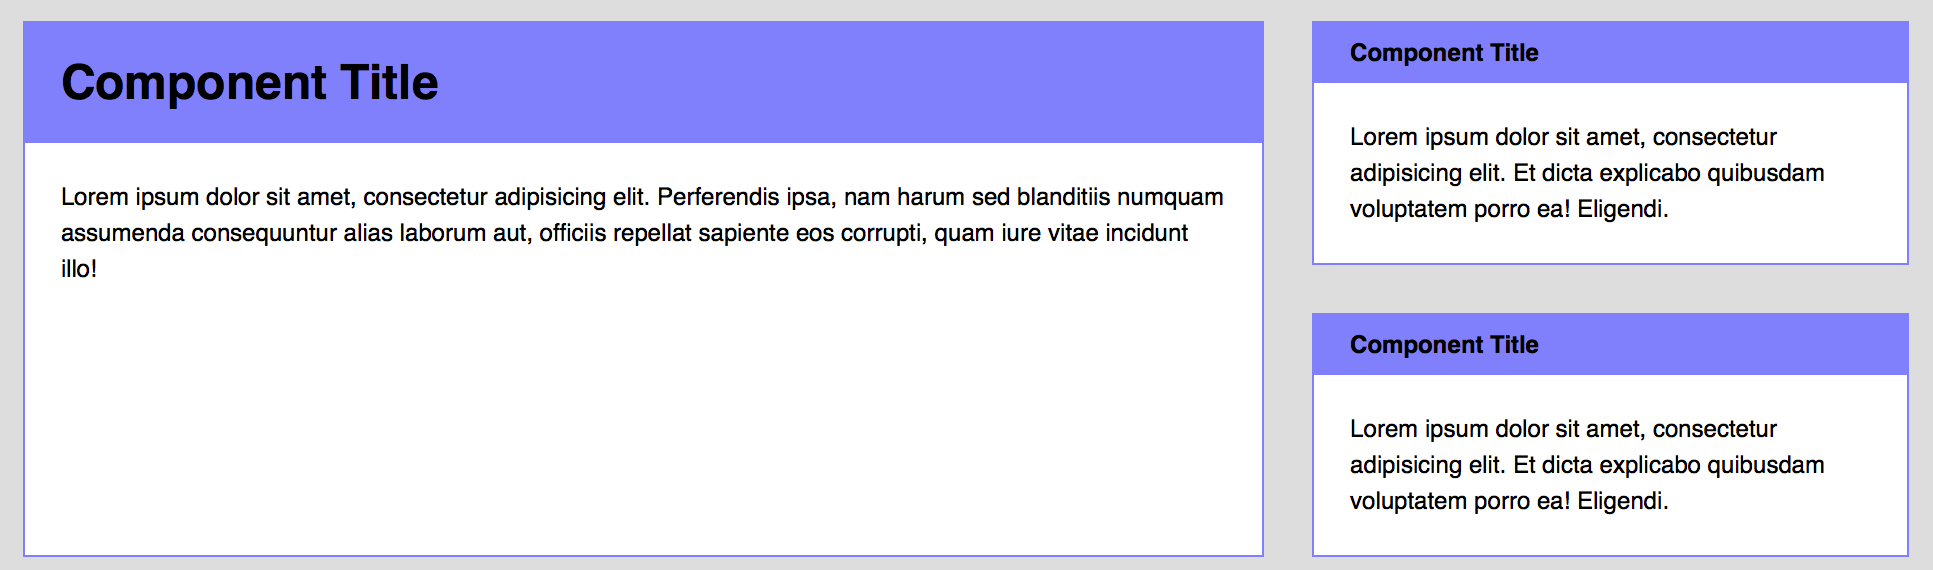 Component Title
Lorem ipsum dolor sit amet, consectetur adipisicing elit. Perferendis ipsa, nam harum sed blanditiis numquam
assumenda consequuntur alias laborum aut, officiis repellat sapiente eos corrupti, quam iure vitae incidunt
illo!
Component Title
Lorem ipsum dolor sit amet, consectetur
adipisicing elit. Et dicta explicabo quibusdam
voluptatem porro ea! Eligendi.
Component Title
Lorem ipsum dolor sit amet, consectetur
adipisicing elit. Et dicta explicabo quibusdam
voluptatem porro ea! Eligendi.